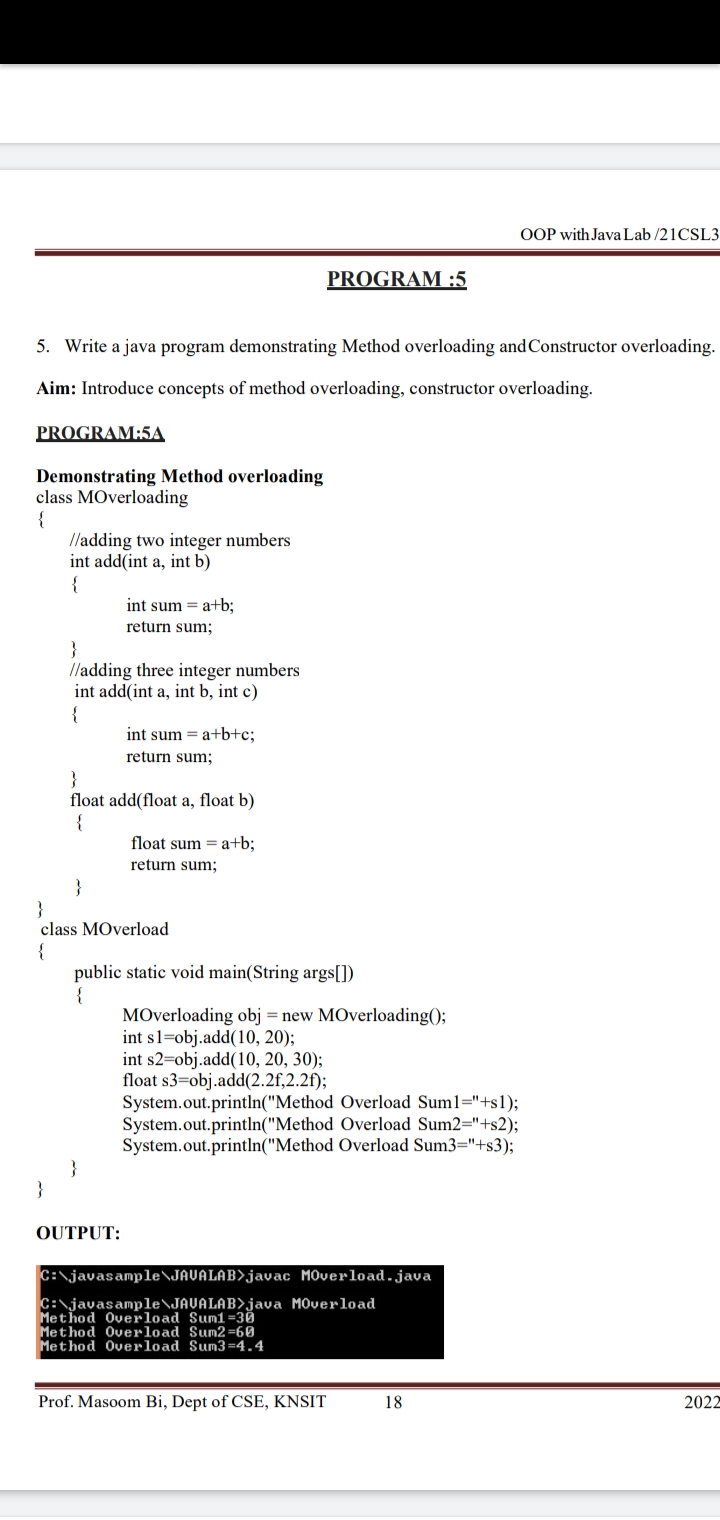 OOP with Java Lab /21CSL3
PROGRAM :5
5. Write a java program demonstrating Method overloading and Constructor overloading.
Aim: Introduce concepts of method overloading, constructor overloading.
PROGRAM:5A
Demonstrating Method overloading
class MOverloading
{
//adding two integer numbers
int add(int a, int b)
{
int sum = a+b;
return sum;
}
//adding three integer numbers
int add(int a, int b, int c)
{
int sum = a+b+c;
return sum;
}
float add(float a, float b)
{
float sum = a+b;
return sum;
}
}
class MOverload
{
public static void main(String args[])
{
MOverloading obj = new MOverloading();
int s1=obj.add(10, 20);
int s2=obj.add(10, 20, 30);
float s3=obj.add(2.2f,2.2f);
System.out.println("Method Overload Sum1="+s1);
System.out.println("Method Overload Sum2="+s2);
System.out.println("Method Overload Sum3="+s3);
}
}
OUTPUT:
C:\javasample\JAVALAB>javac MOverload.java
C:\javasample\JAVALAB>java MOverload
Method Overload Sum1=30
Method Overload Sum2=60
Method Overload Sum3=4.4
Prof. Masoom Bi, Dept of CSE, KNSIT 18 2022